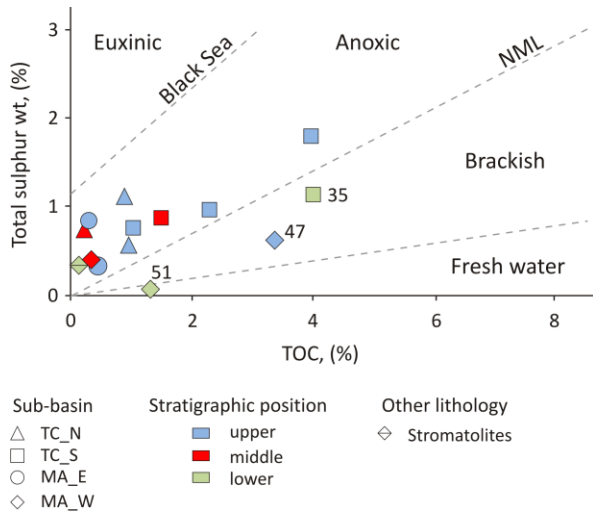 3
Euxinic
Anoxic
Black Sea
NML
2
Total sulphur wt, (%)
Brackish
35
1
47
51
Fresh water
0
0 2 4 6 8
TOC, (%)
Sub-basin
TC_N
TC_S
MA_E
MA_W
Stratigraphic position
upper
middle
lower
Other lithology
Stromatolites